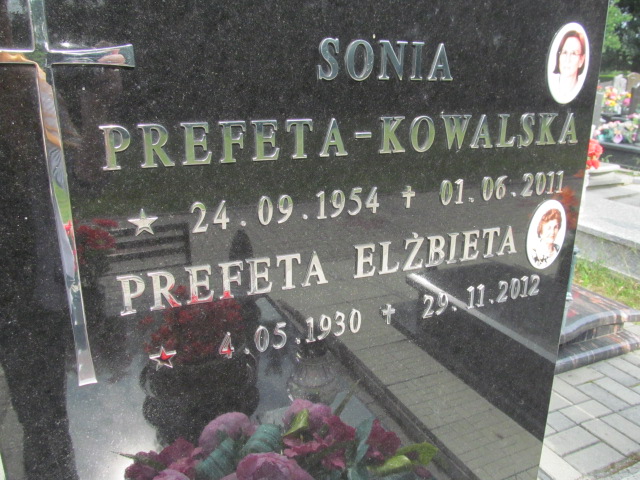 SONIA
PREFETA-KOWALSKA
★ 24.09.1954 ✝ 01.06.2011
PREFETA ELŻBIETA
★ 4.05.1930 ✝ 29.11.2012